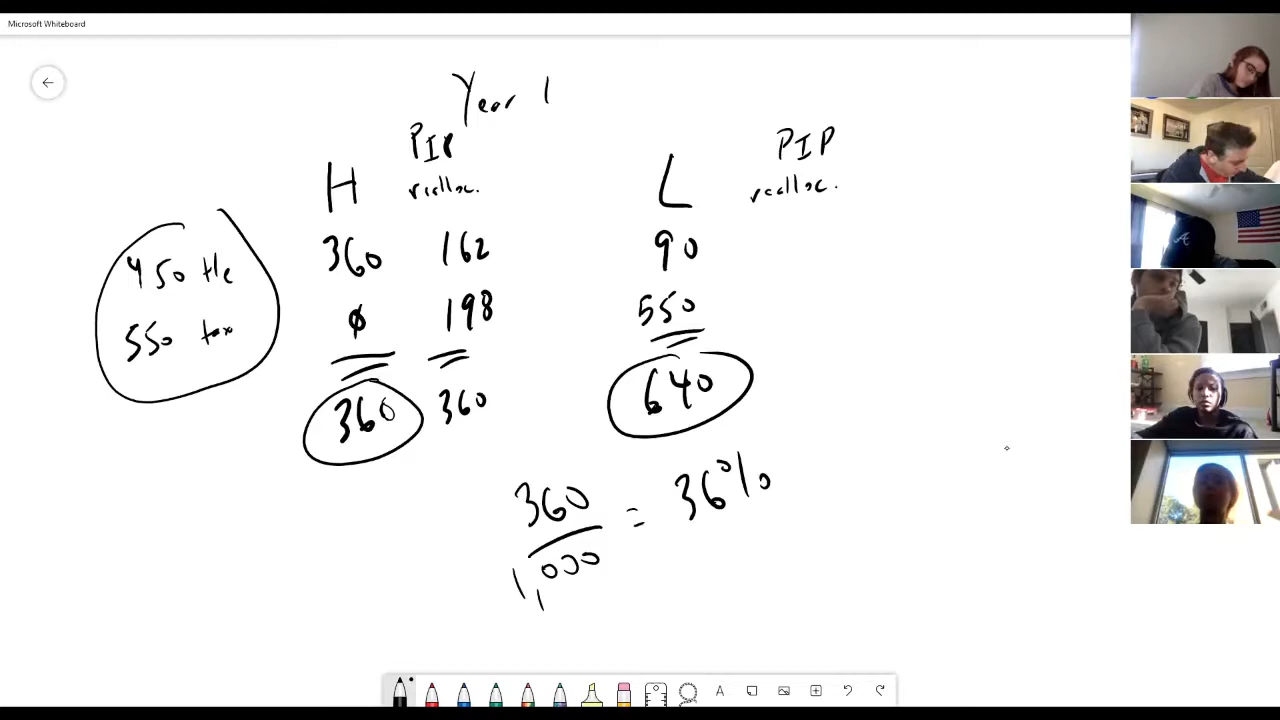 Microsoft Whiteboard
Year 1
PIP PIP
H realloc. L realloc.
450 t/e 360 162 90
550 tax 0 198 550
360 360 640
360
1,000 = 36%
A